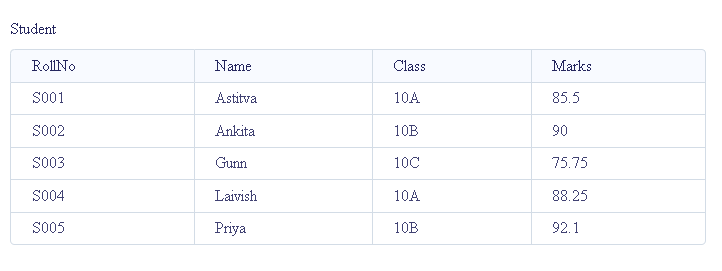 Student
RollNo Name Class Marks
S001 Astitva 10A 85.5
S002 Ankita 10B 90
S003 Gunn 10C 75.75
S004 Laivish 10A 88.25
S005 Priya 10B 92.1